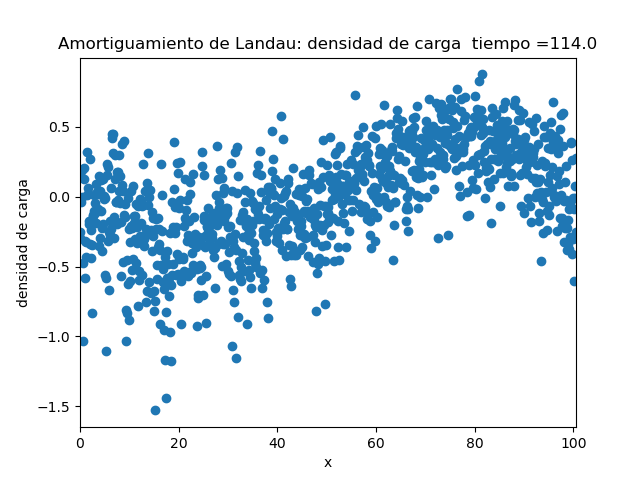 Amortiguamiento de Landau: densidad de carga  tiempo =114.0
densidad de carga
0.5
0.0
−0.5
−1.0
−1.5
0 20 40 60 80 100
x